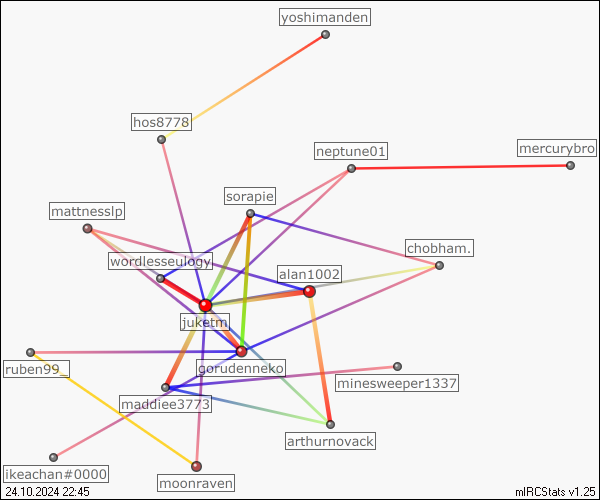 yoshimanden
hos8778
neptune01
mercurybro
sorapie
mattnesslp
chobham.
wordlesseulogy
alan1002
juketm
gorudenneko
ruben99_
minesweeper1337
maddiee3773
arthurnovack
ikeachan#0000
moonraven
24.10.2024 22:45
mIRCStats v1.25